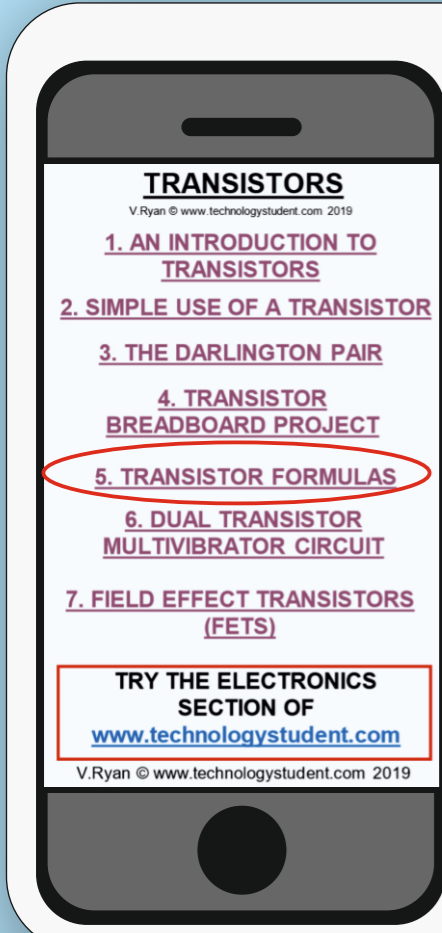 TRANSISTORS
V.Ryan © www.technologystudent.com 2019
1. AN INTRODUCTION TO
TRANSISTORS
2. SIMPLE USE OF A TRANSISTOR
3. THE DARLINGTON PAIR
4. TRANSISTOR
BREADBOARD PROJECT
5. TRANSISTOR FORMULAS
6. DUAL TRANSISTOR
MULTIVIBRATOR CIRCUIT
7. FIELD EFFECT TRANSISTORS
(FETS)
TRY THE ELECTRONICS
SECTION OF
www.technologystudent.com
V.Ryan © www.technologystudent.com 2019